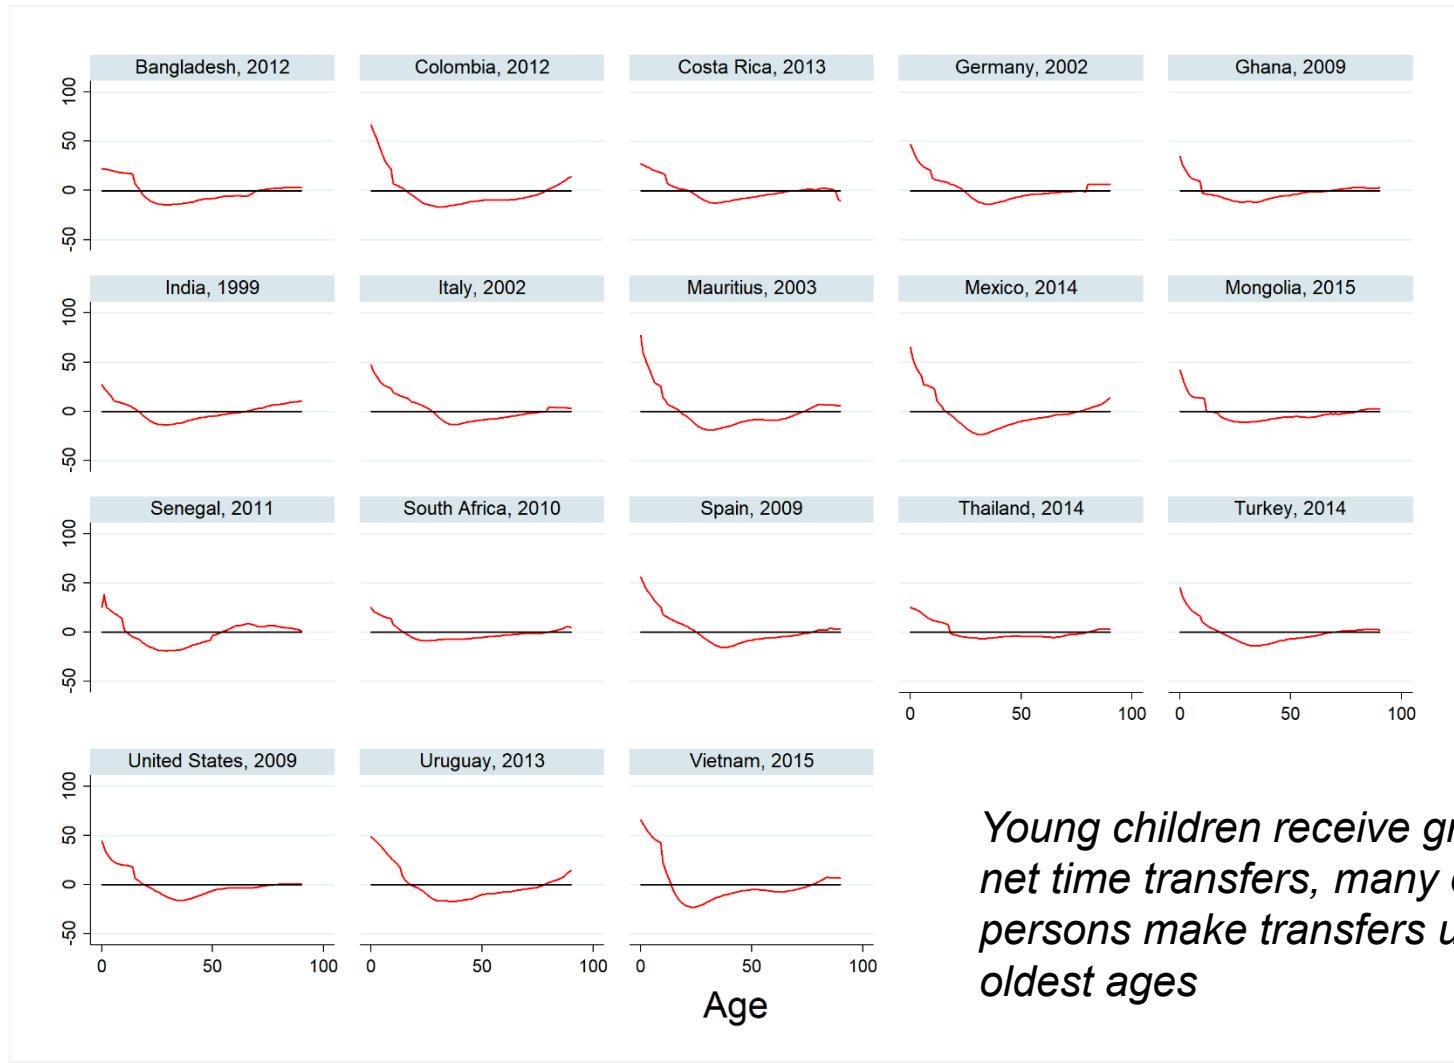 Bangladesh, 2012
Colombia, 2012
Costa Rica, 2013
Germany, 2002
Ghana, 2009
100
50
0
-50
India, 1999
Italy, 2002
Mauritius, 2003
Mexico, 2014
Mongolia, 2015
100
50
0
-50
Senegal, 2011
South Africa, 2010
Spain, 2009
Thailand, 2014
Turkey, 2014
100
50
0
-50
0 50 100
0 50 100
United States, 2009
Uruguay, 2013
Vietnam, 2015
100
50
0
-50
0 50 100
0 50 100
0 50 100
Age
Young children receive
net time transfers, many
persons make transfers
oldest ages